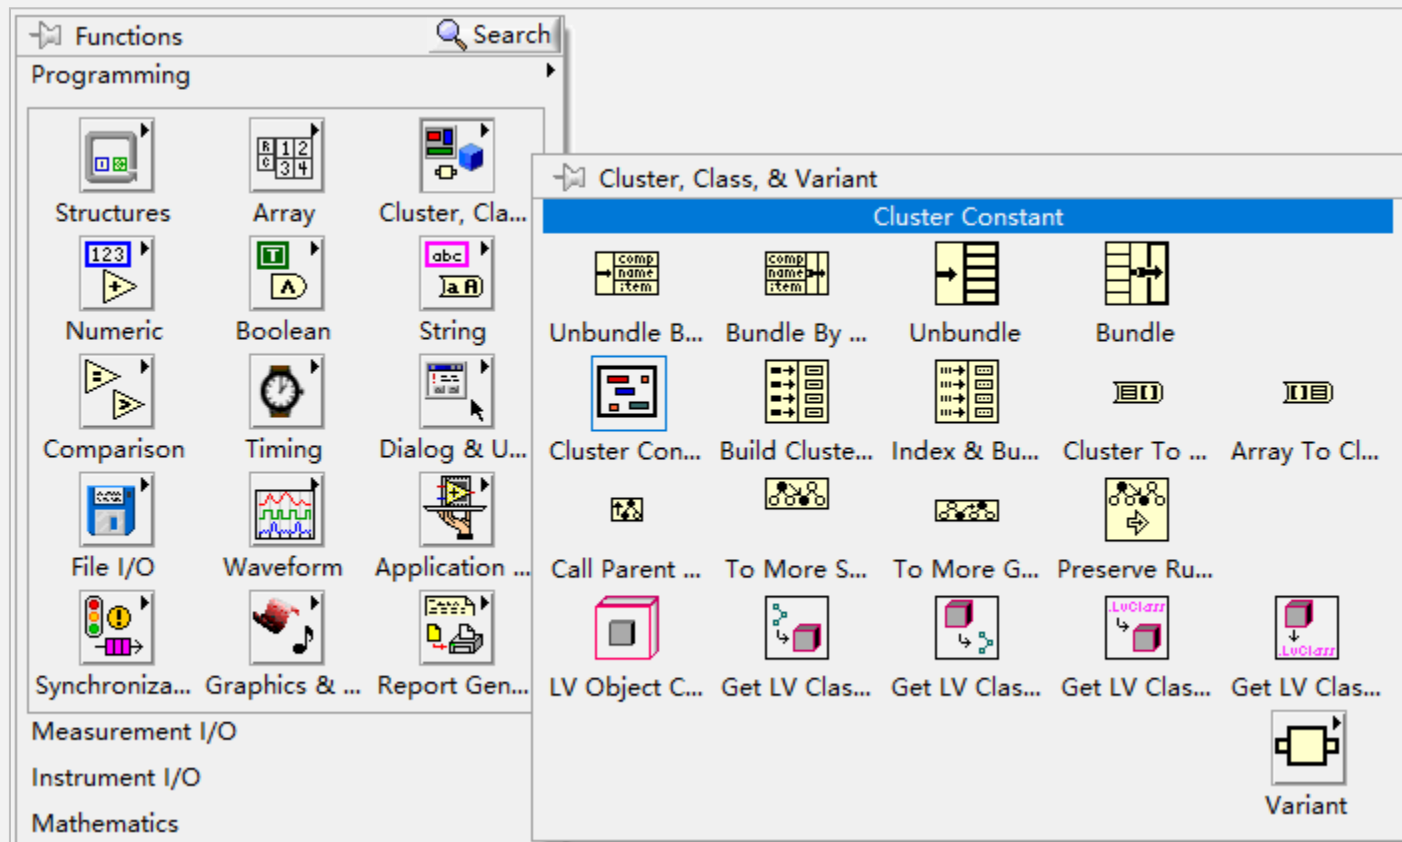 Functions
Search
Programming
Structures
Array
Cluster, Cla...
Numeric
Boolean
String
Comparison
Timing
Dialog & U...
File I/O
Waveform
Application ...
Synchroniza...
Graphics & ...
Report Gen...
Measurement I/O
Instrument I/O
Mathematics
Cluster, Class, & Variant
Cluster Constant
Unbundle B...
Bundle By ...
Unbundle
Bundle
Cluster Con...
Build Cluste...
Index & Bu...
Cluster To ...
Array To Cl...
Call Parent ...
To More S...
To More G...
Preserve Ru...
LV Object C...
Get LV Clas...
Get LV Clas...
Get LV Clas...
Get LV Clas...
Variant